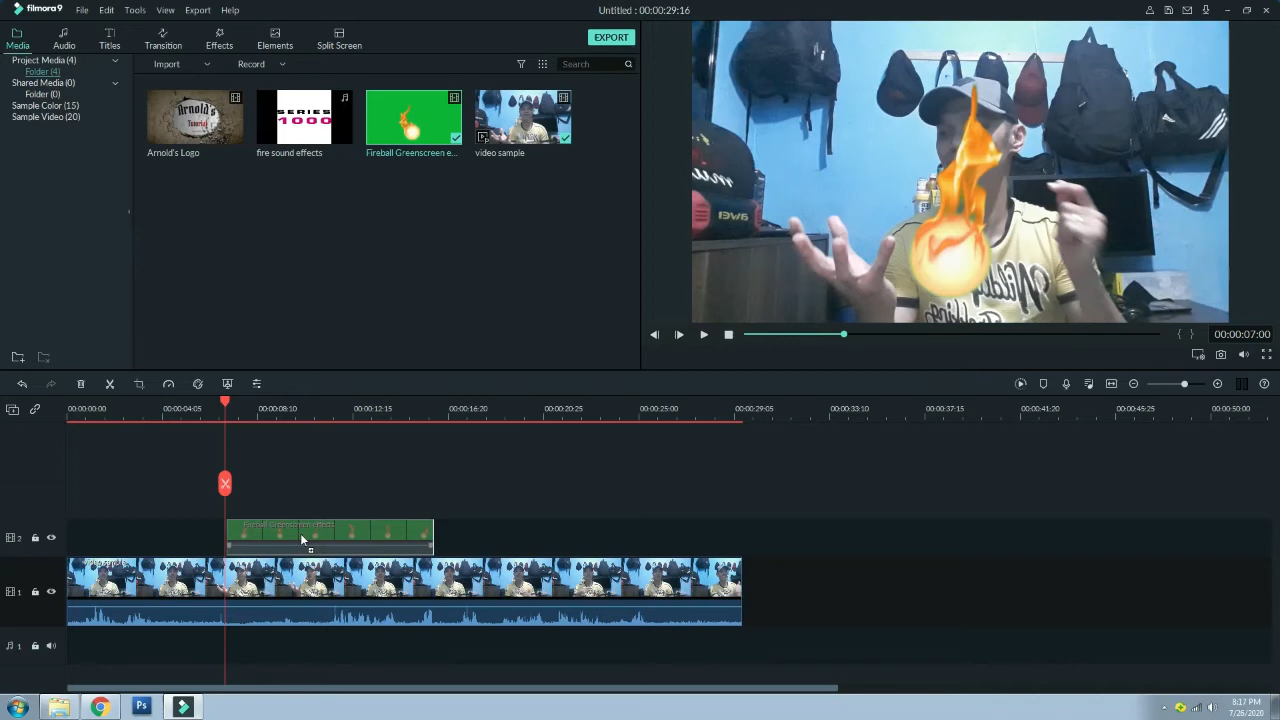 filmora9 File Edit Tools View Export Help Untitled : 00:00:29:16
Media Audio Titles Transition Effects Elements Split Screen EXPORT
Project Media (4)
Folder (4)
Shared Media (0)
Folder (0)
Sample Color (15)
Sample Video (20)
Import Record Search
Arnold's
Tutorial
SERIES
1000
Arnold's Logo fire sound effects Fireball Greenscreen e... video sample
00:00:07:00
00:00:00:00 00:00:04:05 00:00:08:10 00:00:12:15 00:00:16:20 00:00:20:25 00:00:25:00 00:00:29:05 00:00:33:10 00:00:37:15 00:00:41:20 00:00:45:25 00:00:50:00
Fireball Greenscreen effects
2
1
1
Ps
8:17 PM
7/26/2020